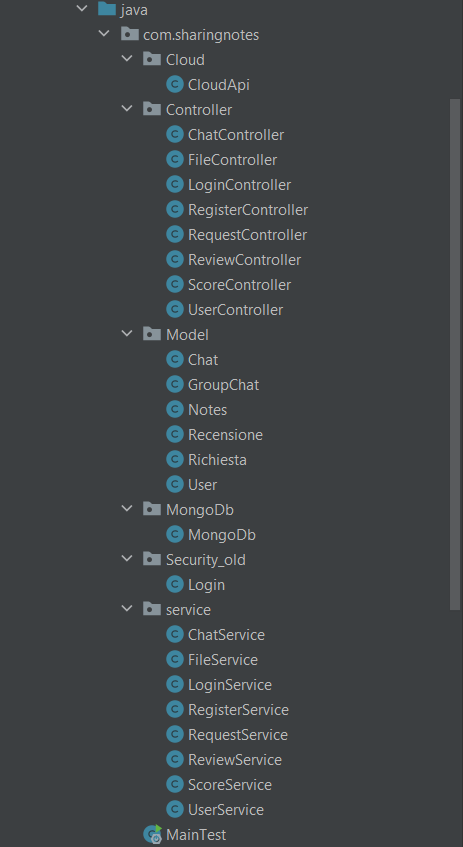 java
com.sharingnotes
Cloud
CloudApi
Controller
ChatController
FileController
LoginController
RegisterController
RequestController
ReviewController
ScoreController
UserController
Model
Chat
GroupChat
Notes
Recensione
Richiesta
User
MongoDb
MongoDb
Security_old
Login
service
ChatService
FileService
LoginService
RegisterService
RequestService
ReviewService
ScoreService
UserService
MainTest